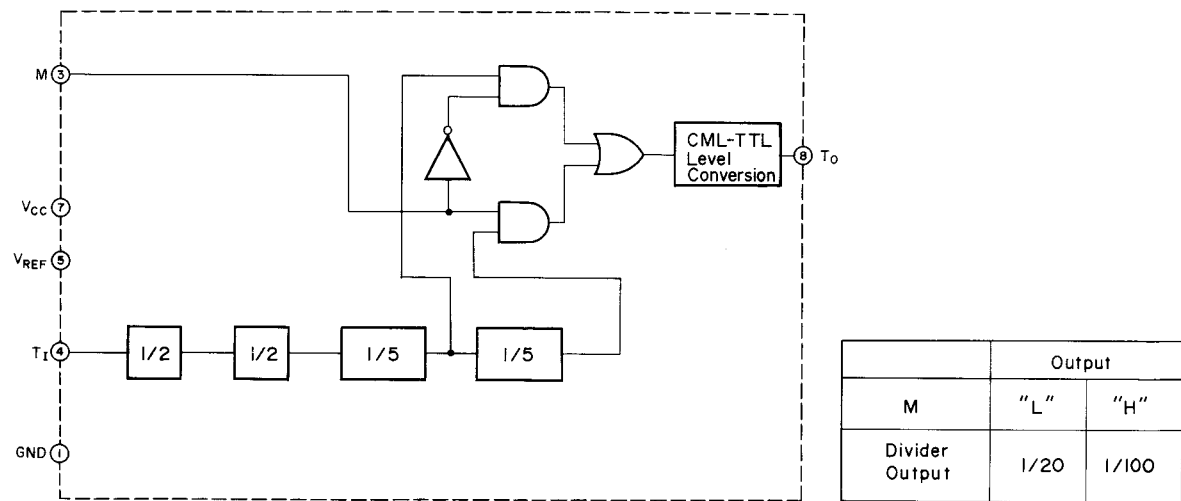 M ③
VCC ⑦
VREF ⑤
TI ④
GND ①
1/2
1/2
1/5
1/5
CML-TTL
Level
Conversion
⑧ TO
Output
M "L" "H"
Divider
Output
1/20 1/100